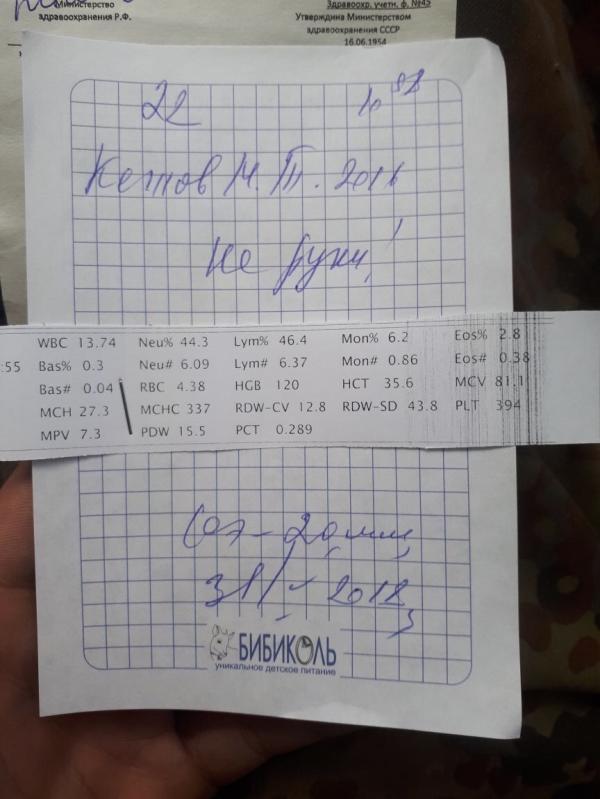 Министерство
здравоохранения Р.Ф.
Здравоохр. учетн. ф. №45
Утверждина Министерством
здравоохранения СССР
16.06.1954
22
М. Т. 2011
не руки!
WBC 13.74 Neu% 44.3 Lym% 46.4 Mon% 6.2 Eos% 2.8
:55 Bas% 0.3 Neu# 6.09 Lym# 6.37 Mon# 0.86 Eos# 0.38
Bas# 0.04 RBC 4.38 HGB 120 HCT 35.6 MCV 81.1
MCH 27.3 MCHC 337 RDW-CV 12.8 RDW-SD 43.8 PLT 394
MPV 7.3 PDW 15.5 PCT 0.289
Соэ - 20 мм
БИБИКОЛЬ
уникальное детское питание